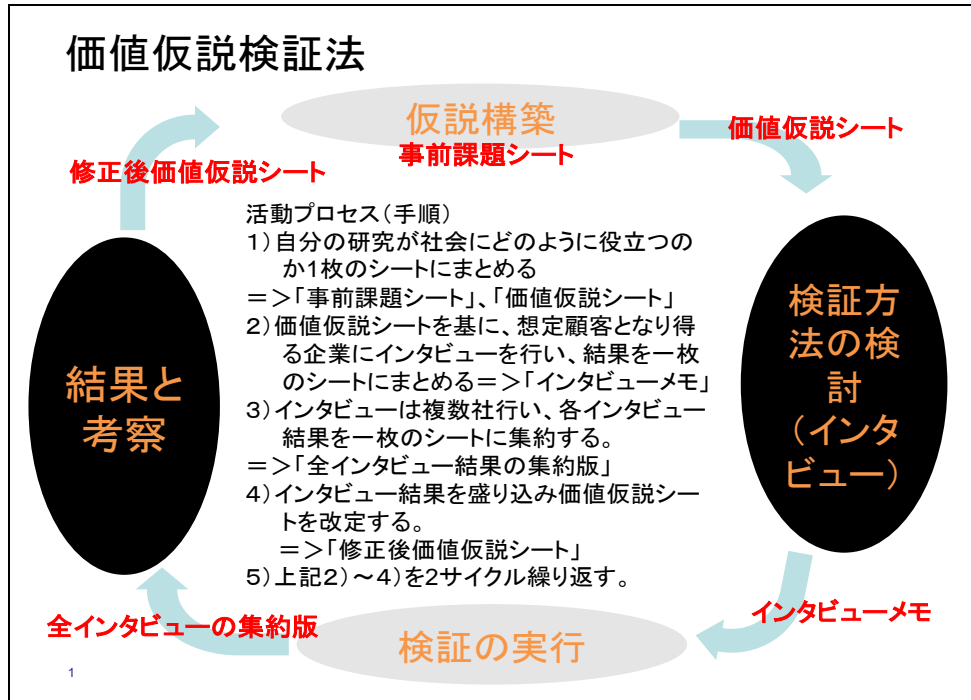 価値仮説検証法
仮説構築
事前課題シート
価値仮説シート
修正後価値仮説シート
活動プロセス（手順）
１）自分の研究が社会にどのように役立つの
か1枚のシートにまとめる
＝＞「事前課題シート」、「価値仮説シート」
２）価値仮説シートを基に、想定顧客となり得
る企業にインタビューを行い、結果を一枚
のシートにまとめる＝＞「インタビューメモ」
３）インタビューは複数社行い、各インタビュー
結果を一枚のシートに集約する。
＝＞「全インタビュー結果の集約版」
４）インタビュー結果を盛り込み価値仮説シー
トを改定する。
＝＞「修正後価値仮説シート」
５）上記２）～４）を2サイクル繰り返す。
検証方
法の検
討
（インタ
ビュー）
結果と
考察
インタビューメモ
全インタビューの集約版
検証の実行
1